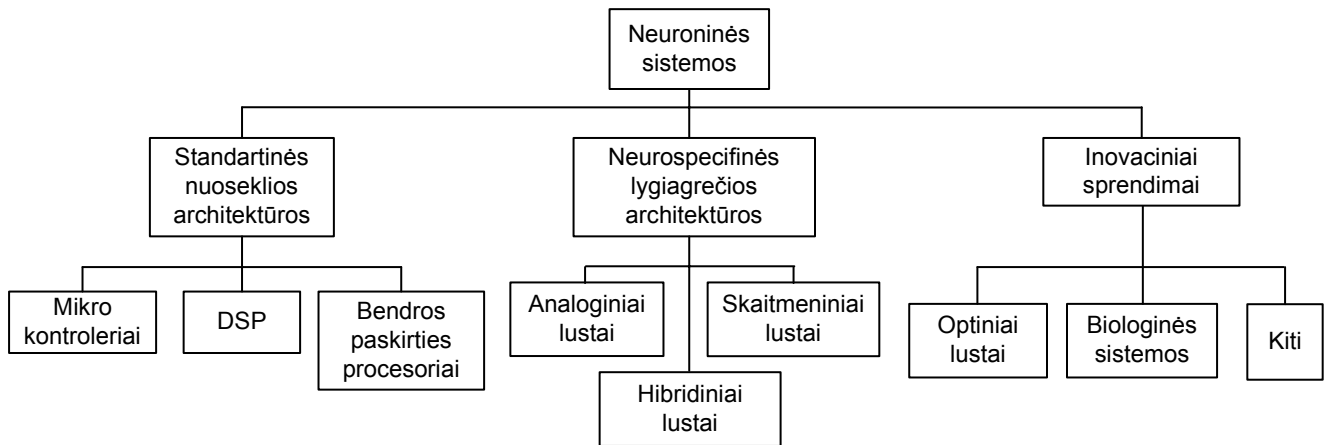 Neuroninės
sistemos
Standartinės
nuoseklios
architektūros
Neurospecifinės
lygiagrečios
architektūros
Inovaciniai
sprendimai
Mikro
kontroleriai
DSP
Bendros
paskirties
procesoriai
Analoginiai
lustai
Hibridiniai
lustai
Skaitmeniniai
lustai
Optiniai
lustai
Biologinės
sistemos
Kiti